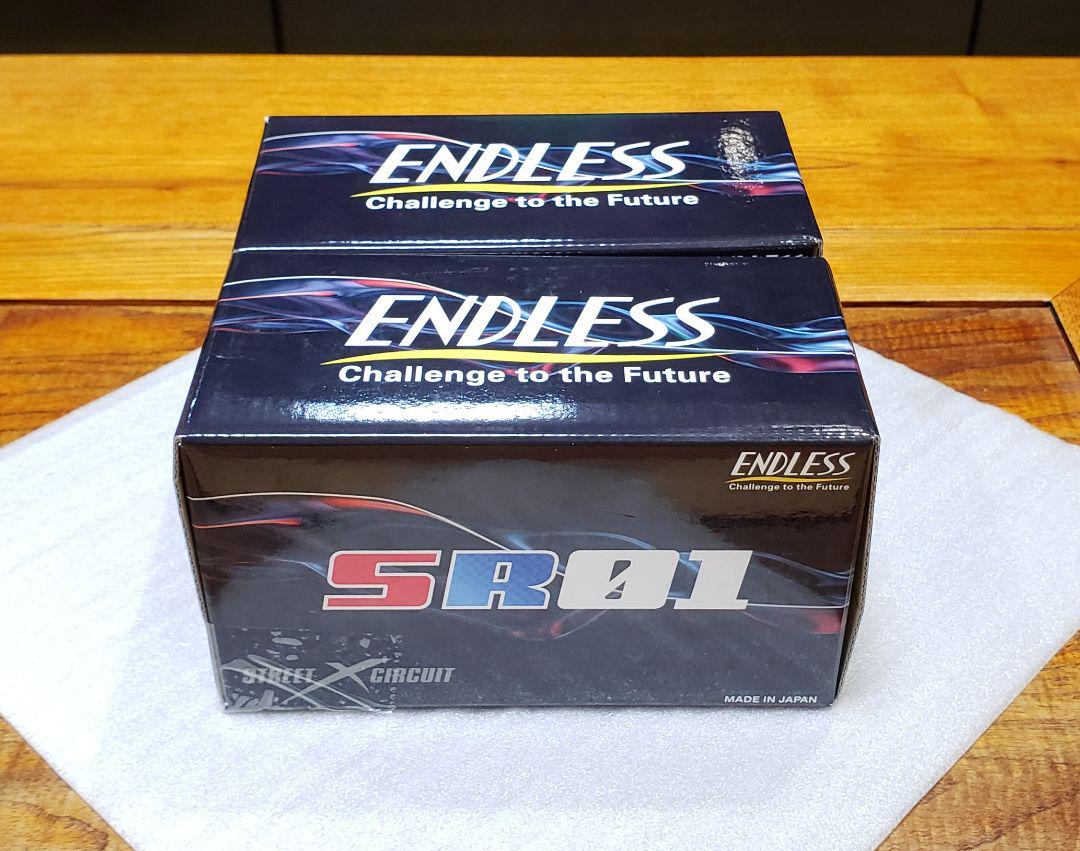 ENDLESS
Challenge to the Future
ENDLESS
Challenge to the Future
ENDLESS
Challenge to the Future
SR01
STREET X CIRCUIT
MADE IN JAPAN